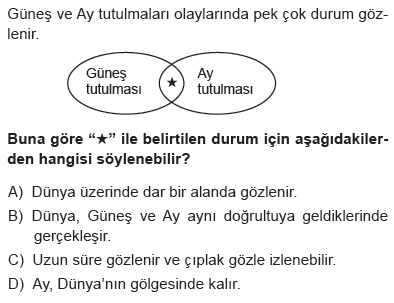 Güneş ve Ay tutulmaları olaylarında pek çok durum göz-
lenir.
Güneş
tutulması
★
Ay
tutulması
Buna göre “★” ile belirtilen durum için aşağıdakiler-
den hangisi söylenebilir?
A) Dünya üzerinde dar bir alanda gözlenir.
B) Dünya, Güneş ve Ay aynı doğrultuya geldiklerinde
gerçekleşir.
C) Uzun süre gözlenir ve çıplak gözle izlenebilir.
D) Ay, Dünya’nın gölgesinde kalır.